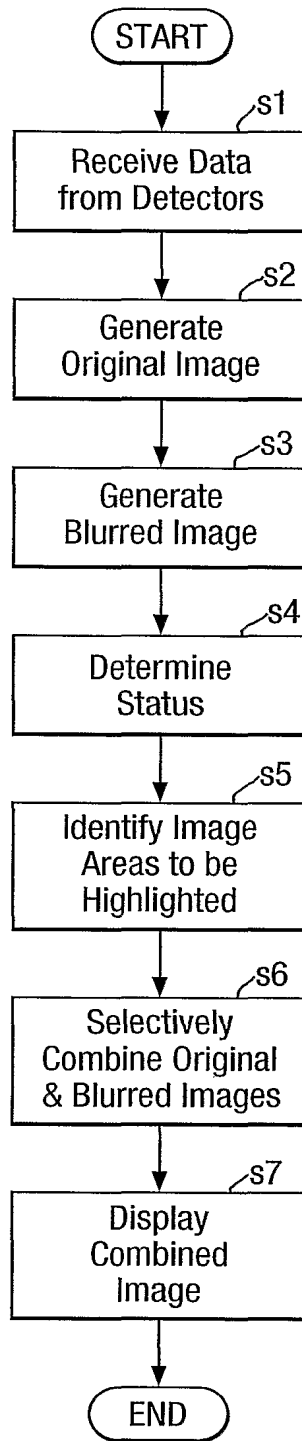 START
s1
Receive Data
from Detectors
s2
Generate
Original Image
s3
Generate
Blurred Image
s4
Determine
Status
s5
Identify Image
Areas to be
Highlighted
s6
Selectively
Combine Original
& Blurred Images
s7
Display
Combined
Image
END